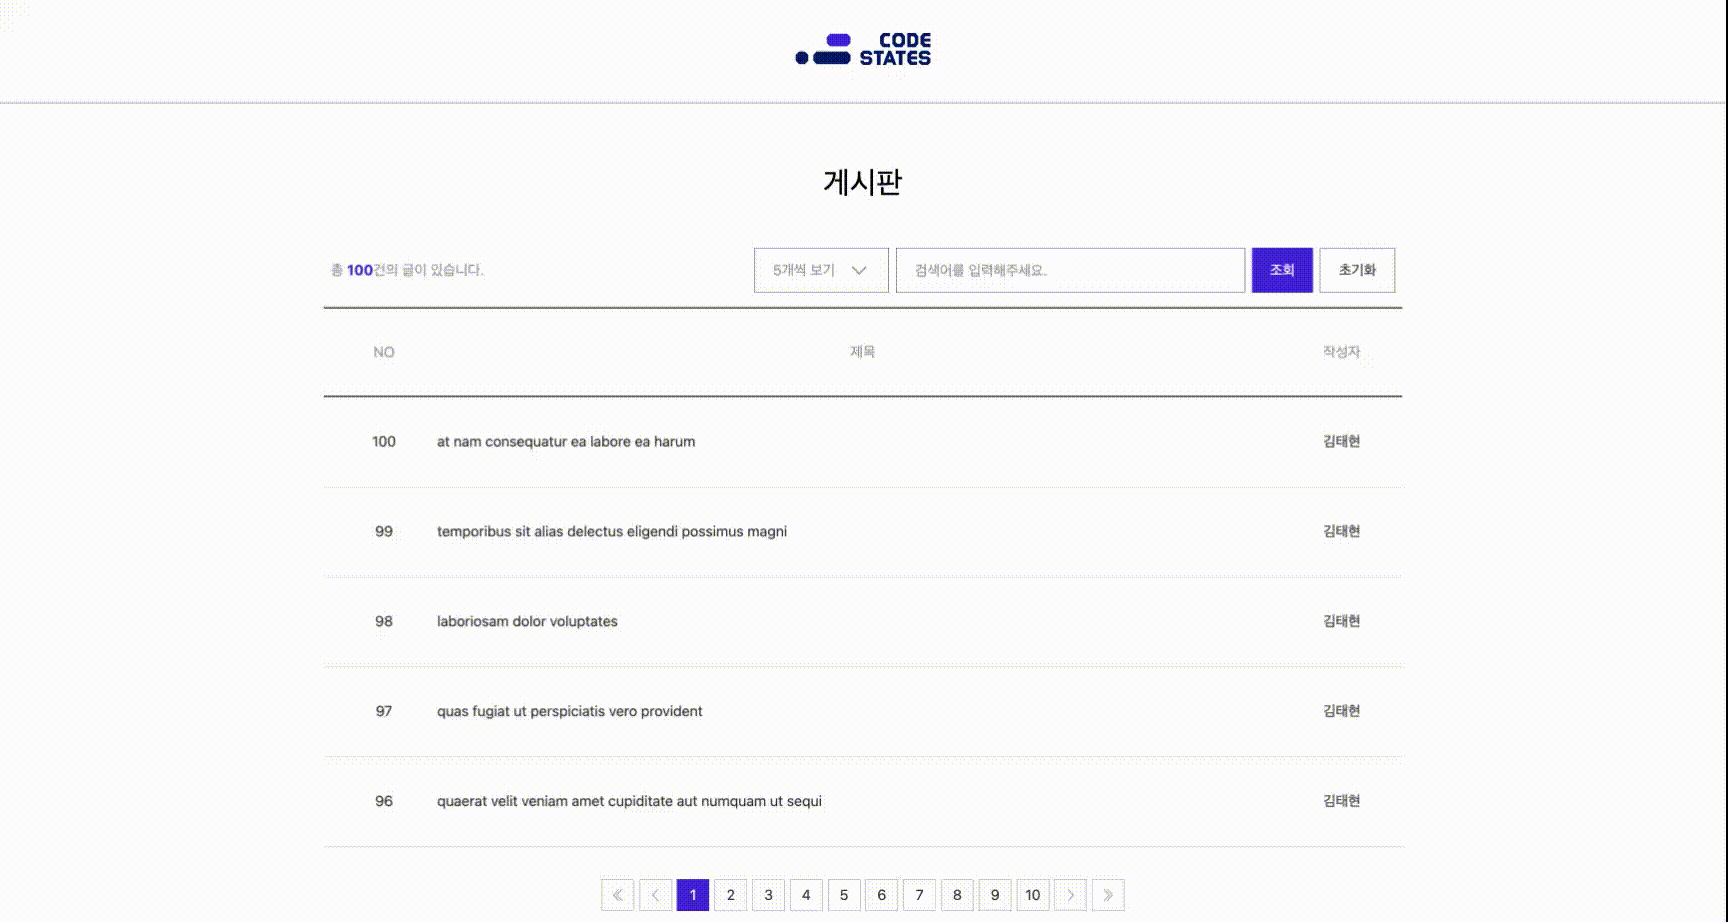 CODE
STATES
게시판
총 100건의 글이 있습니다.
5개씩 보기
검색어를 입력해주세요.
조회
초기화
NO 제목 작성자
100 at nam consequatur ea labore ea harum 김태현
99 temporibus sit alias delectus eligendi possimus magni 김태현
98 laboriosam dolor voluptates 김태현
97 quas fugiat ut perspiciatis vero provident 김태현
96 quaerat velit veniam amet cupiditate aut numquam ut sequi 김태현
« ‹ 1 2 3 4 5 6 7 8 9 10 › »